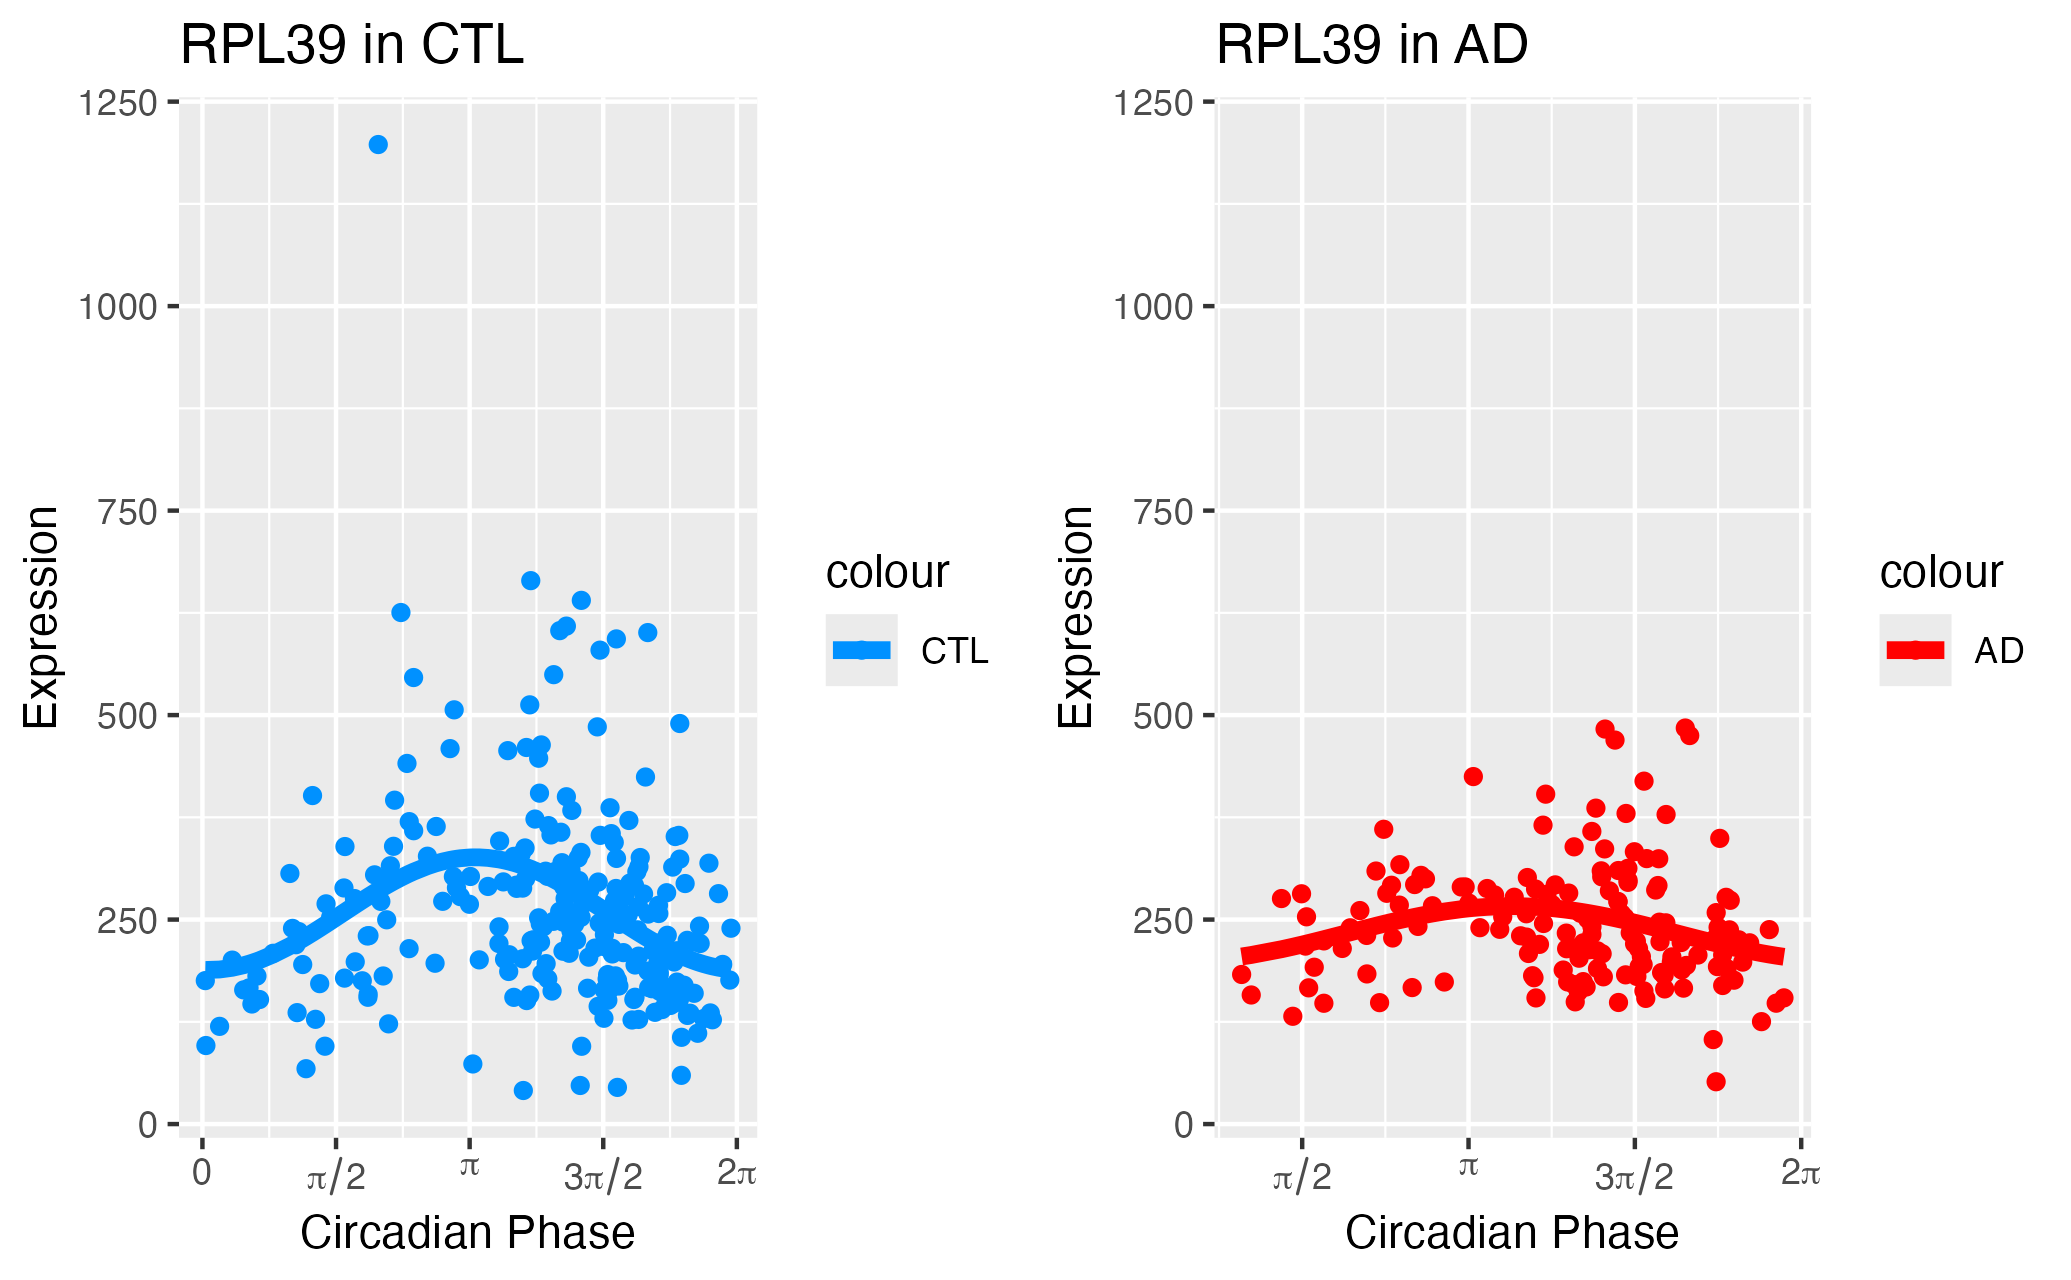 RPL39 in CTL
1250
1000
750
500
250
0
Expression
0
π/2
π
3π/2
2π
Circadian Phase
colour
CTL
RPL39 in AD
1250
1000
750
500
250
0
Expression
π/2
π
3π/2
2π
Circadian Phase
colour
AD